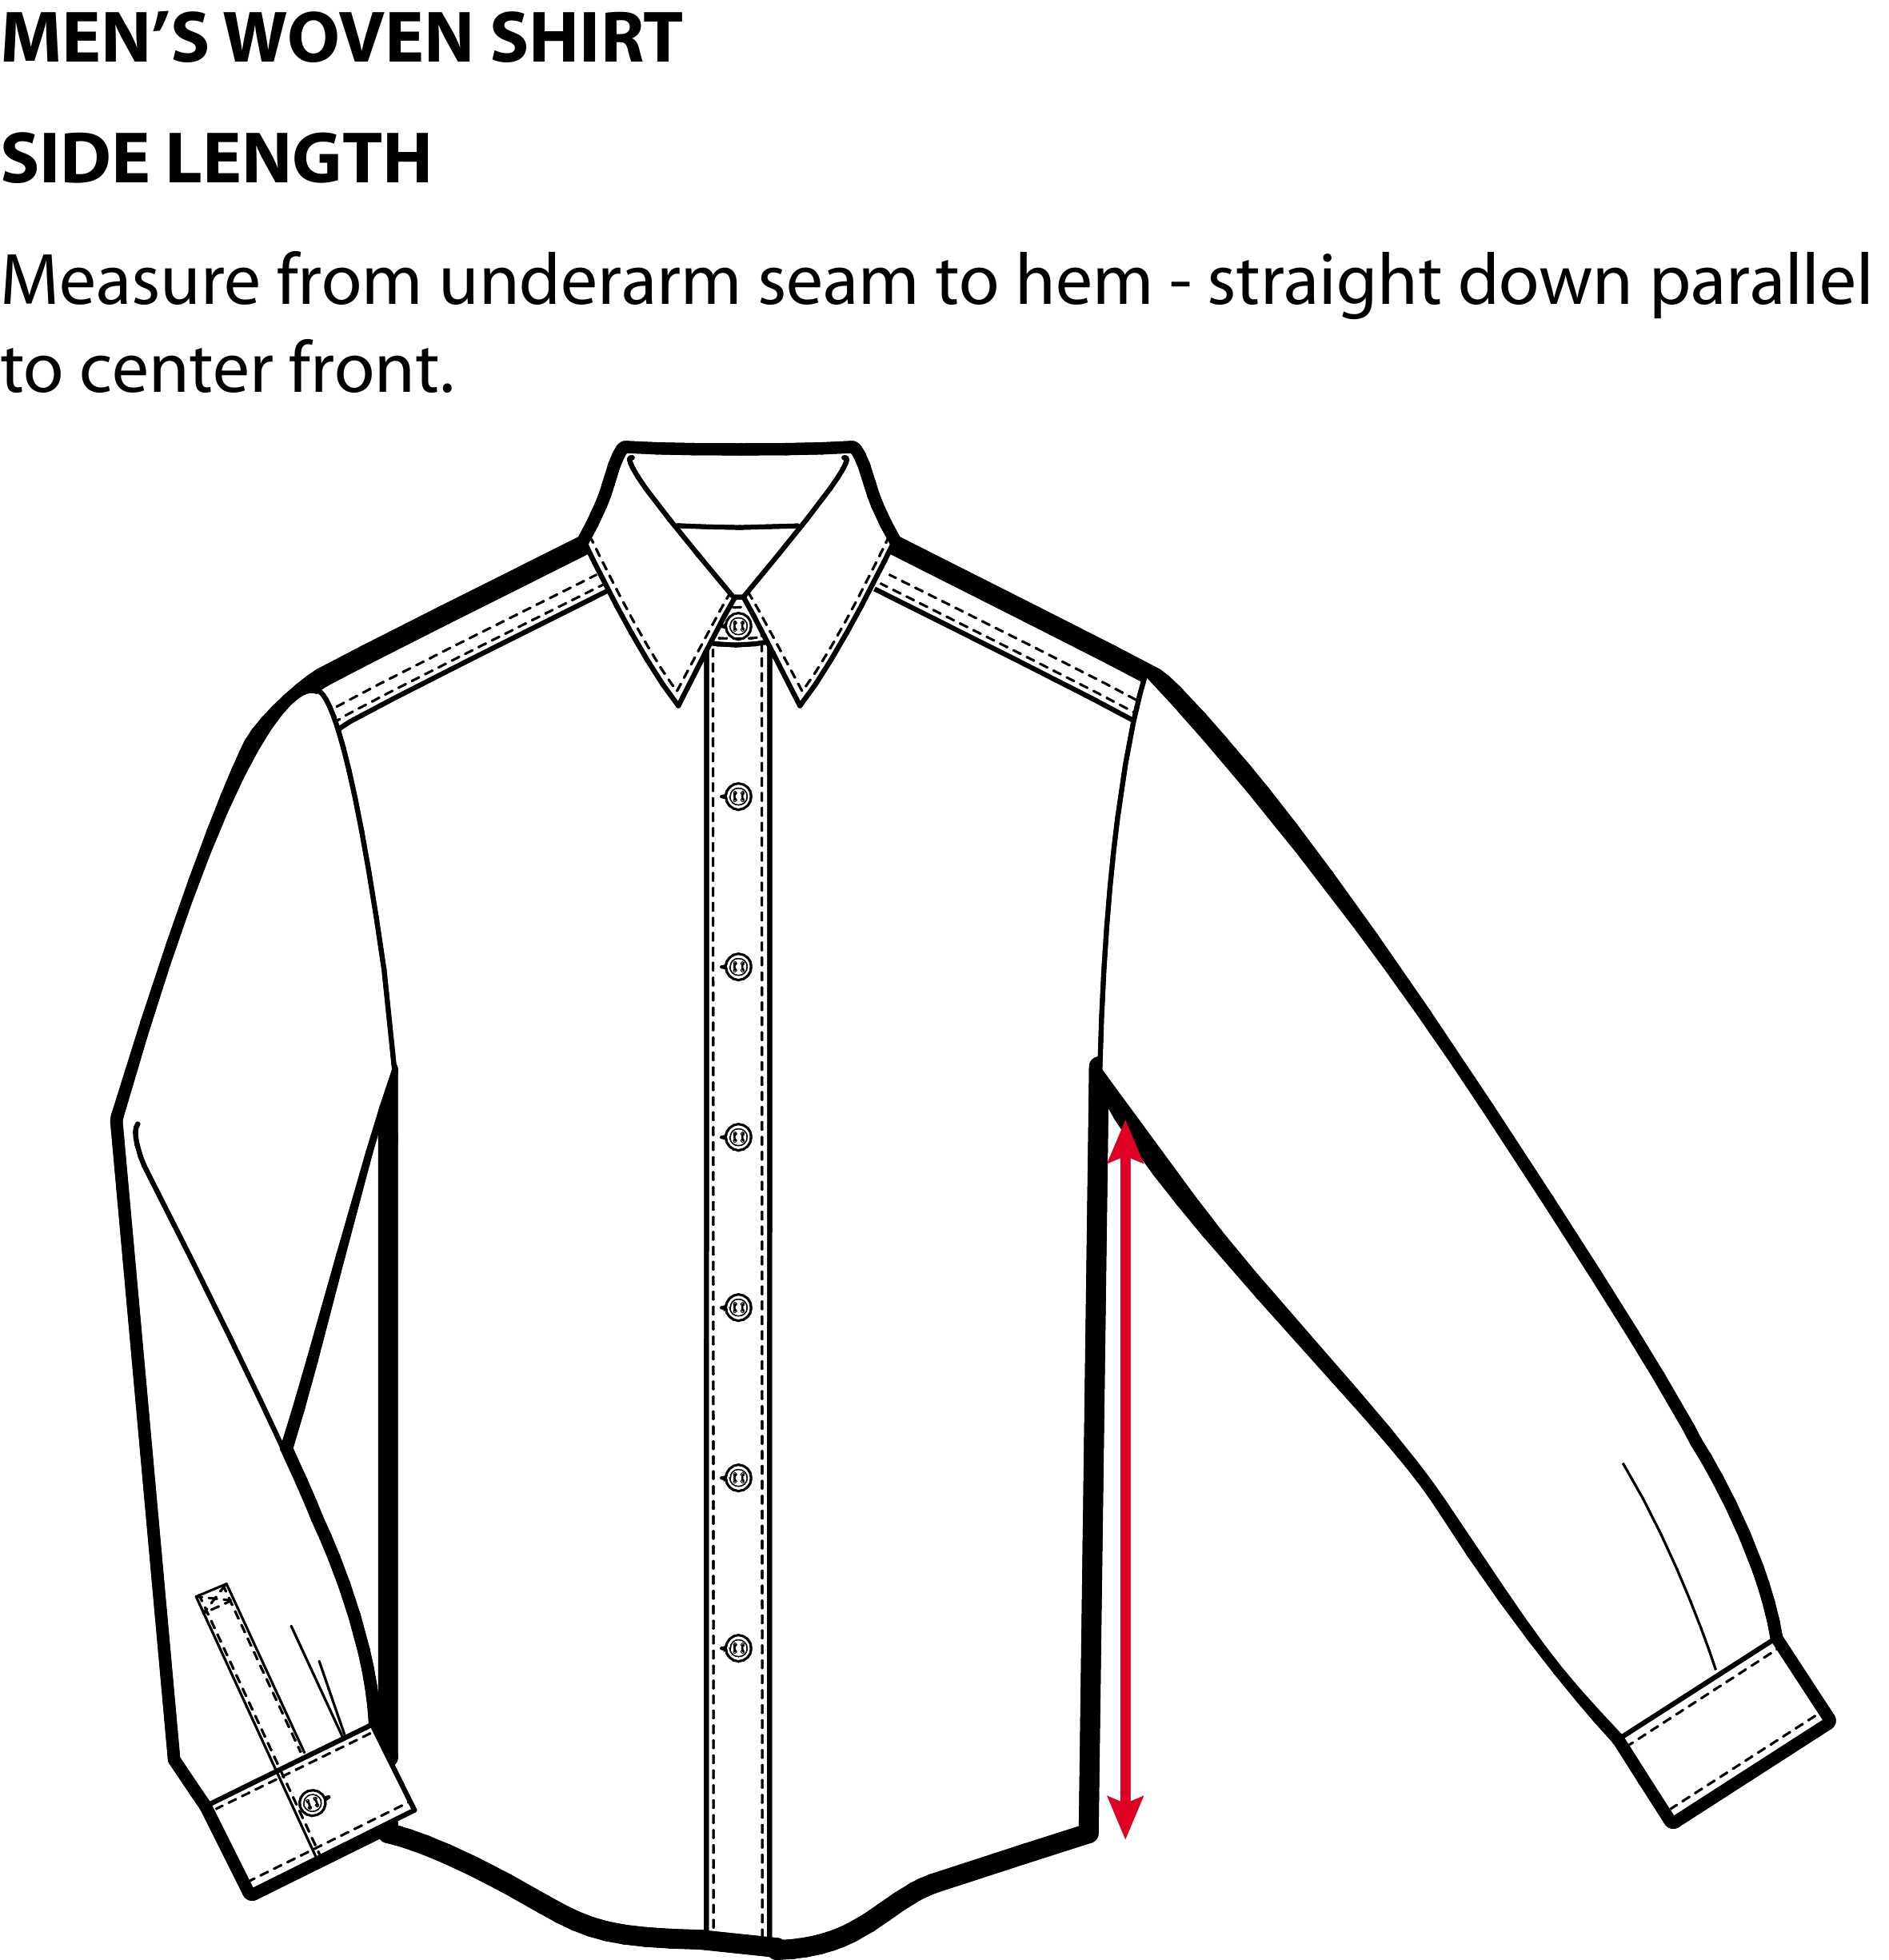 MEN’S WOVEN SHIRT
SIDE LENGTH
Measure from underarm seam to hem - straight down parallel
to center front.